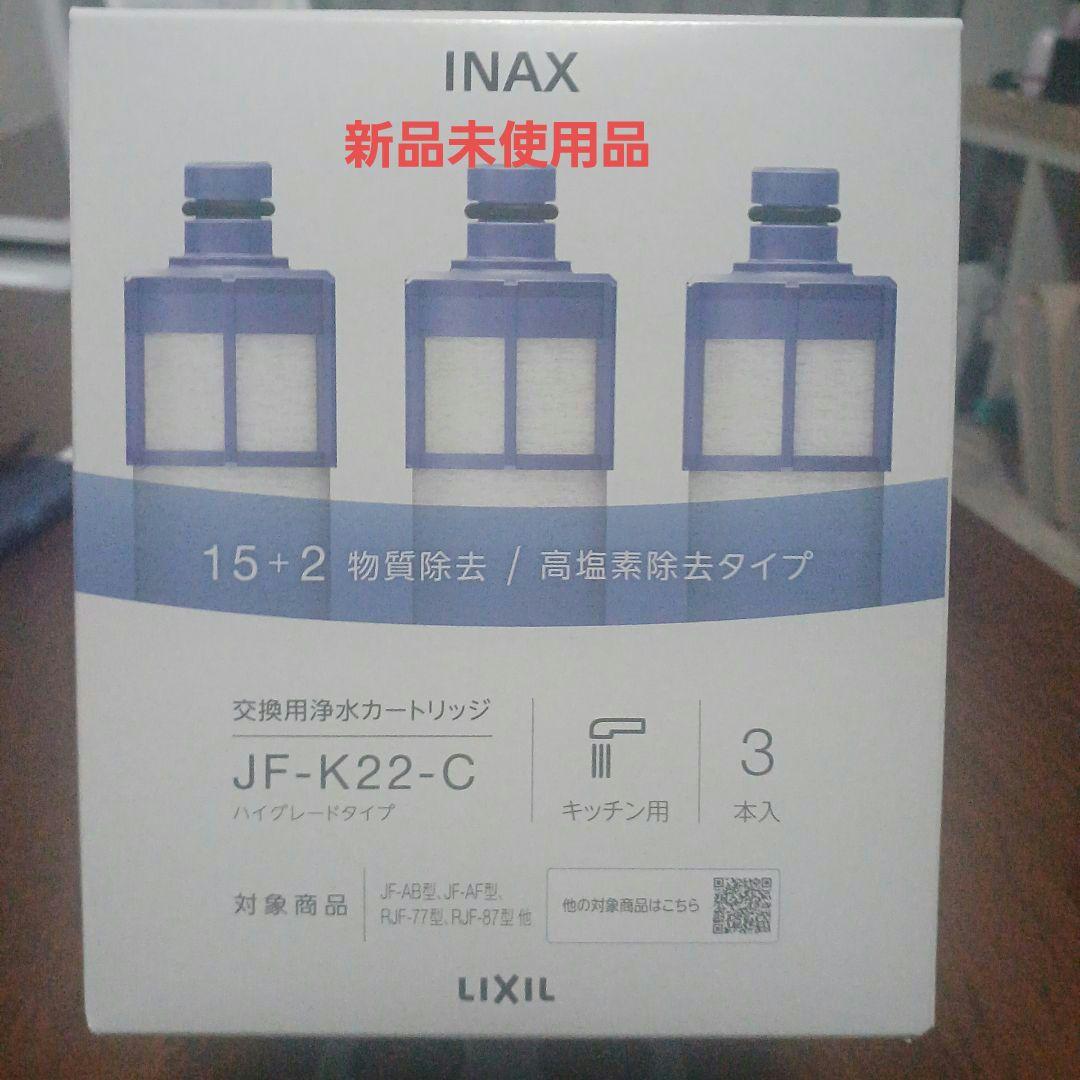 INAX
新品未使用品
15+2 物質除去 / 高塩素除去タイプ
交換用浄水カートリッジ
JF-K22-C
ハイグレードタイプ
キッチン用
3
本入
対象商品
JF-AB型、JF-AF型、
RJF-77型、RJF-87型 他
他の対象商品はこちら
LIXIL